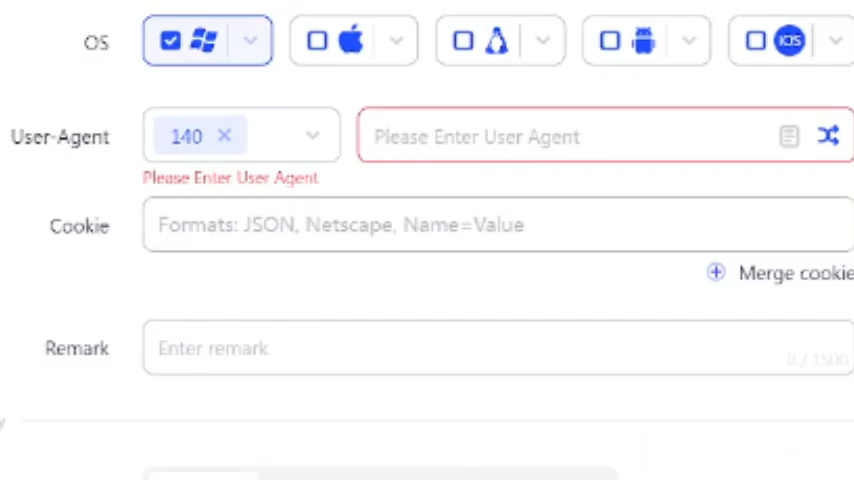 OS
iOS
User-Agent 140 Please Enter User Agent
Please Enter User Agent
Cookie Formats: JSON, Netscape, Name=Value
Merge cookie
Remark Enter remark
0 / 1500
y